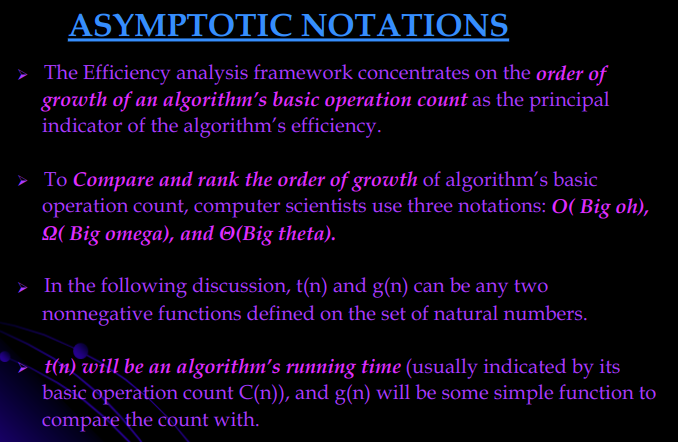 ASYMPTOTIC NOTATIONS
➢ The Efficiency analysis framework concentrates on the order of
growth of an algorithm's basic operation count as the principal
indicator of the algorithm's efficiency.
➢ To Compare and rank the order of growth of algorithm's basic
operation count, computer scientists use three notations: O( Big oh),
Ω( Big omega), and Θ(Big theta).
➢ In the following discussion, t(n) and g(n) can be any two
nonnegative functions defined on the set of natural numbers.
➢ t(n) will be an algorithm's running time (usually indicated by its
basic operation count C(n)), and g(n) will be some simple function to
compare the count with.